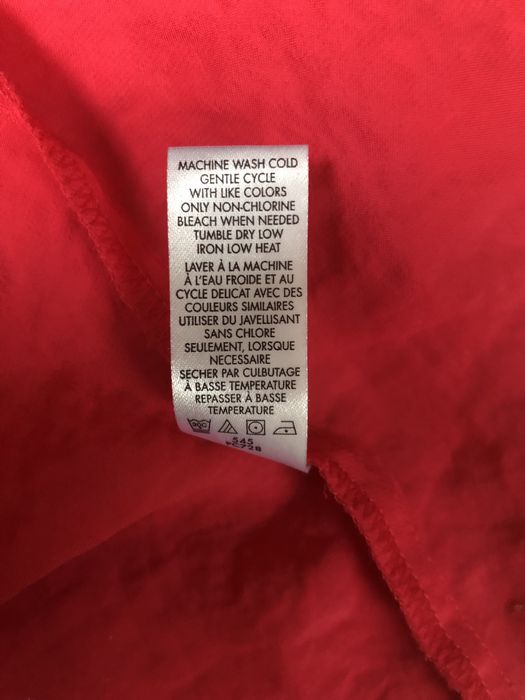 MACHINE WASH COLD
GENTLE CYCLE
WITH LIKE COLORS
ONLY NON-CHLORINE
BLEACH WHEN NEEDED
TUMBLE DRY LOW
IRON LOW HEAT
LAVER À LA MACHINE
À L'EAU FROIDE ET AU
CYCLE DELICAT AVEC DES
COULEURS SIMILAIRES
UTILISER DU JAVELLISANT
SANS CHLORE
SEULEMENT, LORSQUE
NECESSAIRE
SECHER PAR CULBUTAGE
À BASSE TEMPERATURE
REPASSER À BASSE
TEMPERATURE
30C
545